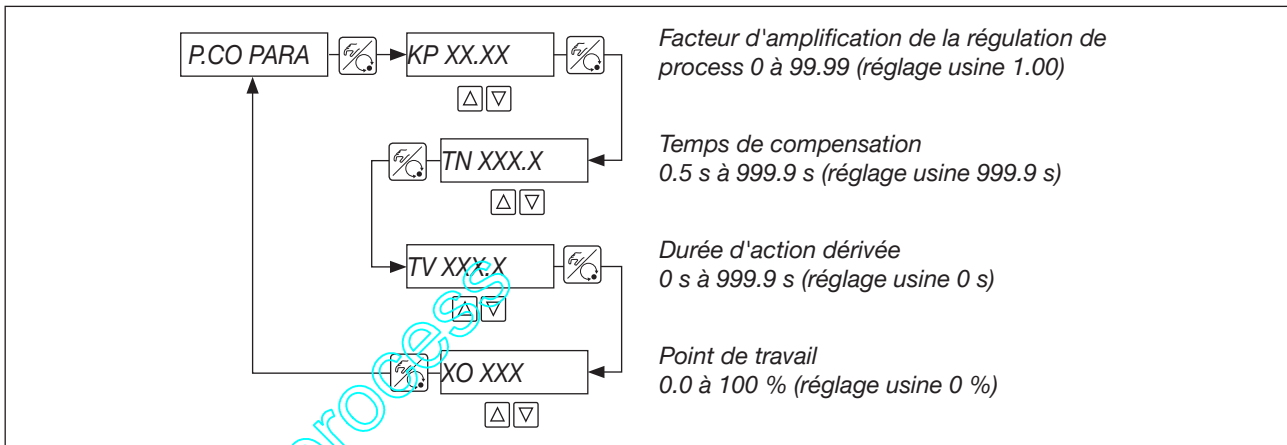 P.CO PARA
KP XX.XX
Facteur d'amplification de la régulation de
process 0 à 99.99 (réglage usine 1.00)
TN XXX.X
Temps de compensation
0.5 s à 999.9 s (réglage usine 999.9 s)
TV XXX.X
Durée d'action dérivée
0 s à 999.9 s (réglage usine 0 s)
XO XXX
Point de travail
0.0 à 100 % (réglage usine 0 %)
process